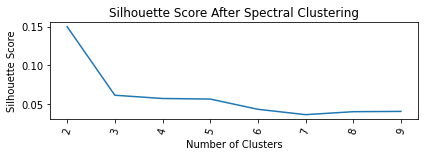 Silhouette Score After Spectral Clustering
Silhouette Score
0.15
0.10
0.05
2 3 4 5 6 7 8 9
Number of Clusters